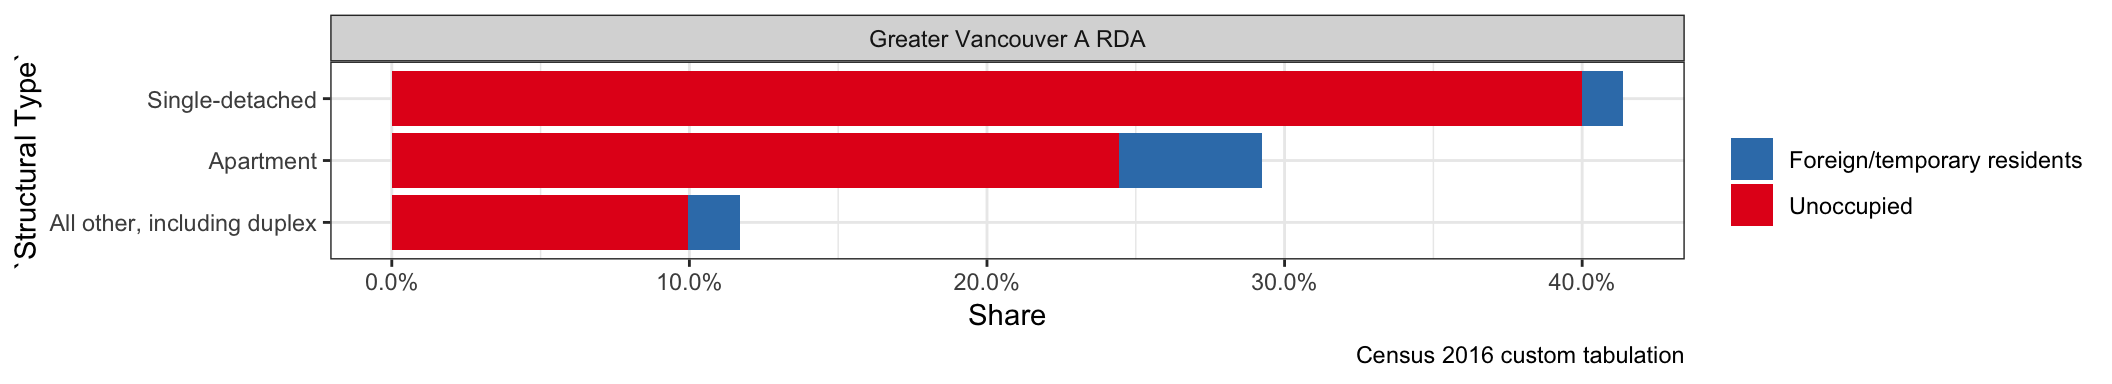 Greater Vancouver A RDA
`Structural Type`
Single-detached
Apartment
All other, including duplex
0.0%
10.0%
20.0%
30.0%
40.0%
Share
Foreign/temporary residents
Unoccupied
Census 2016 custom tabulation